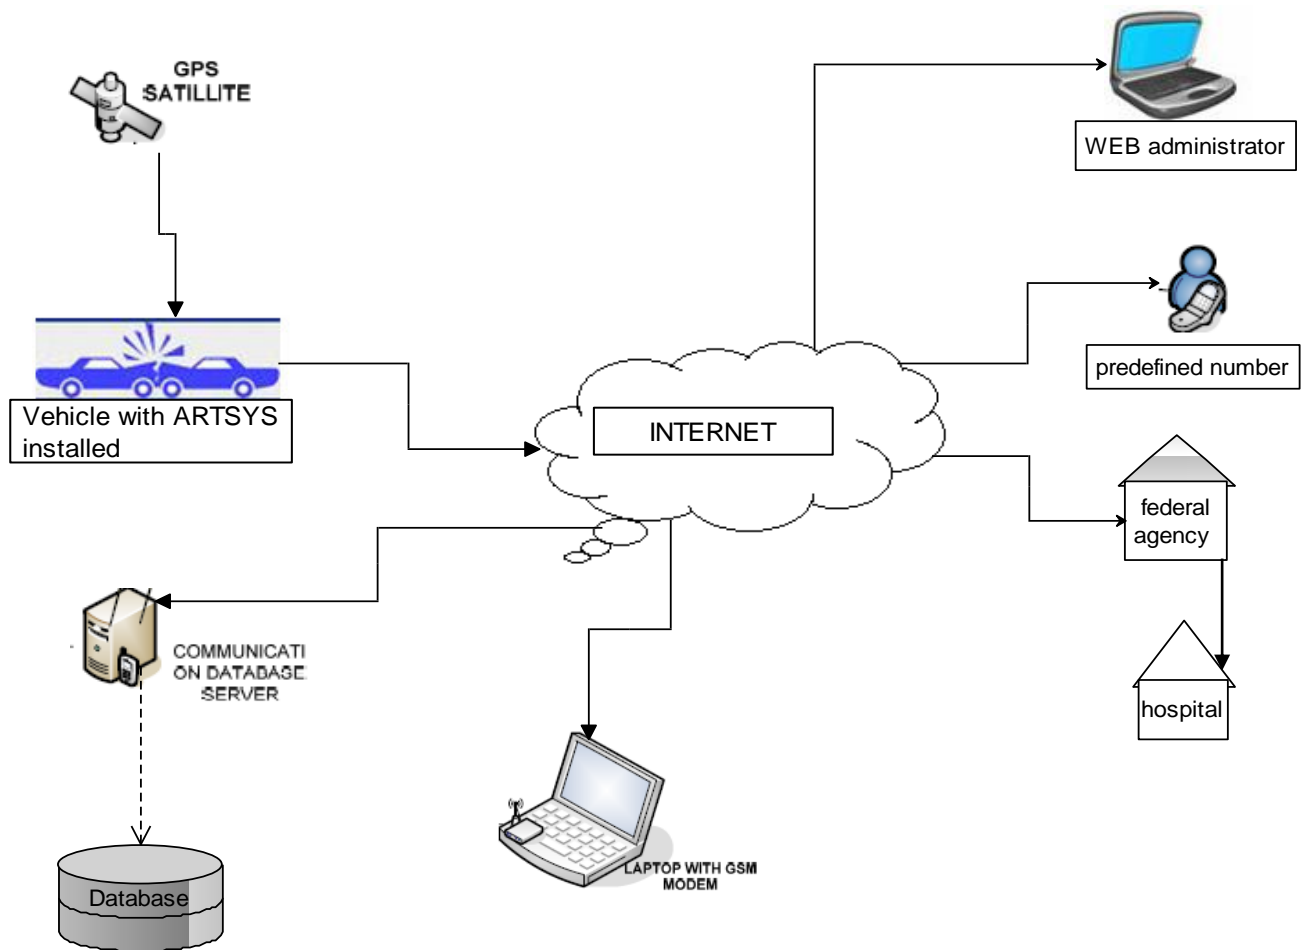 GPS
SATILLITE
WEB administrator
predefined number
Vehicle with ARTSYS
installed
INTERNET
federal
agency
hospital
COMMUNICATI
ON DATABASE
SERVER
LAPTOP WITH GSM
MODEM
Database